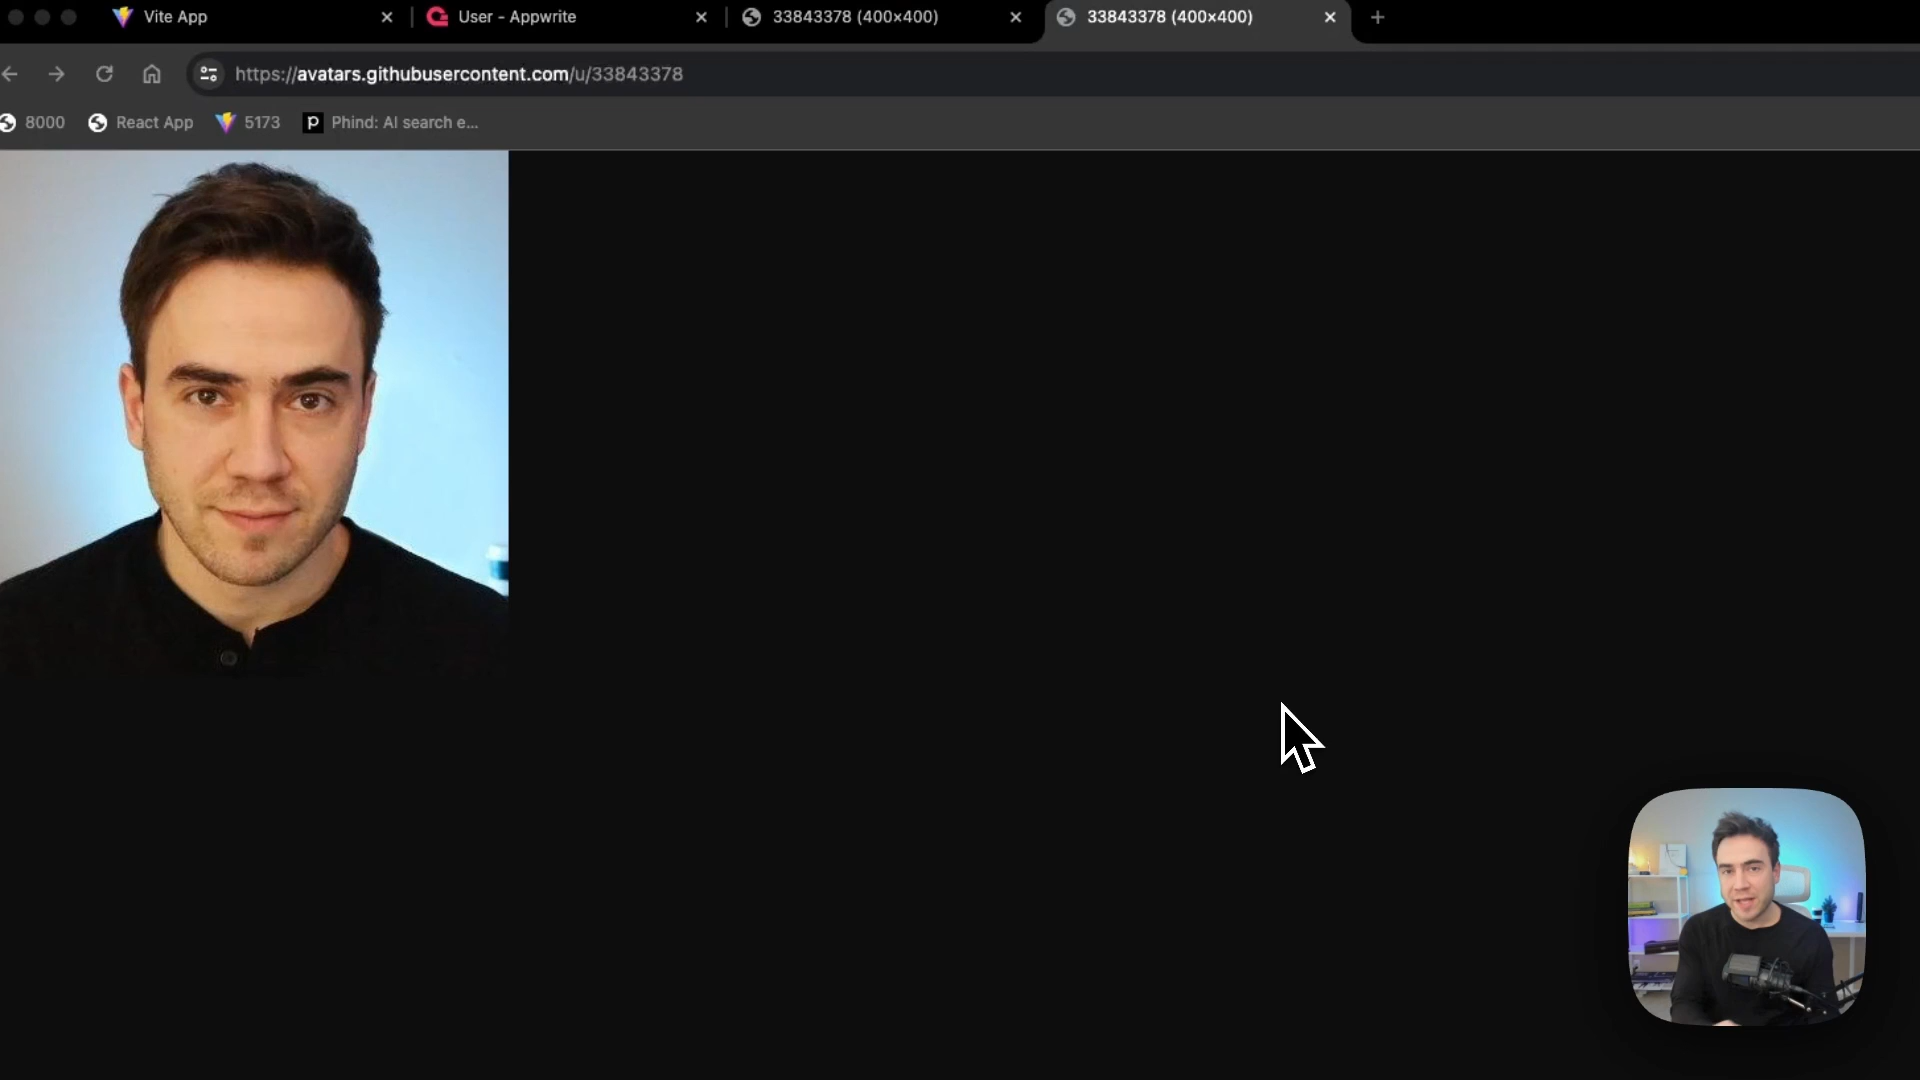 Vite App
User - Appwrite
33843378 (400×400)
33843378 (400×400)
https://avatars.githubusercontent.com/u/33843378
8000
React App
5173
Phind: AI search e...